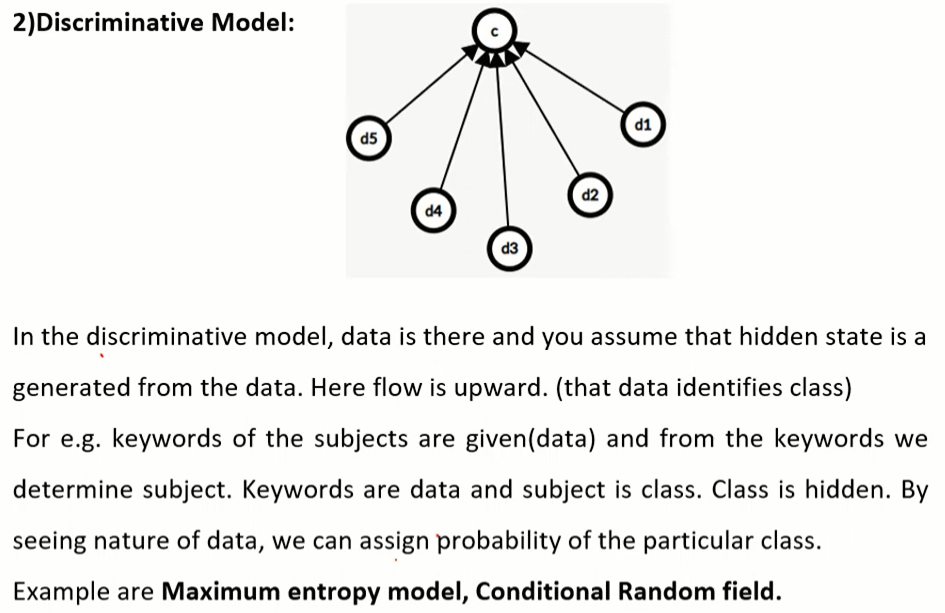 2)Discriminative Model:
c
d5
d1
d4
d2
d3
In the discriminative model, data is there and you assume that hidden state is a
generated from the data. Here flow is upward. (that data identifies class)
For e.g. keywords of the subjects are given(data) and from the keywords we
determine subject. Keywords are data and subject is class. Class is hidden. By
seeing nature of data, we can assign probability of the particular class.
Example are Maximum entropy model, Conditional Random field.